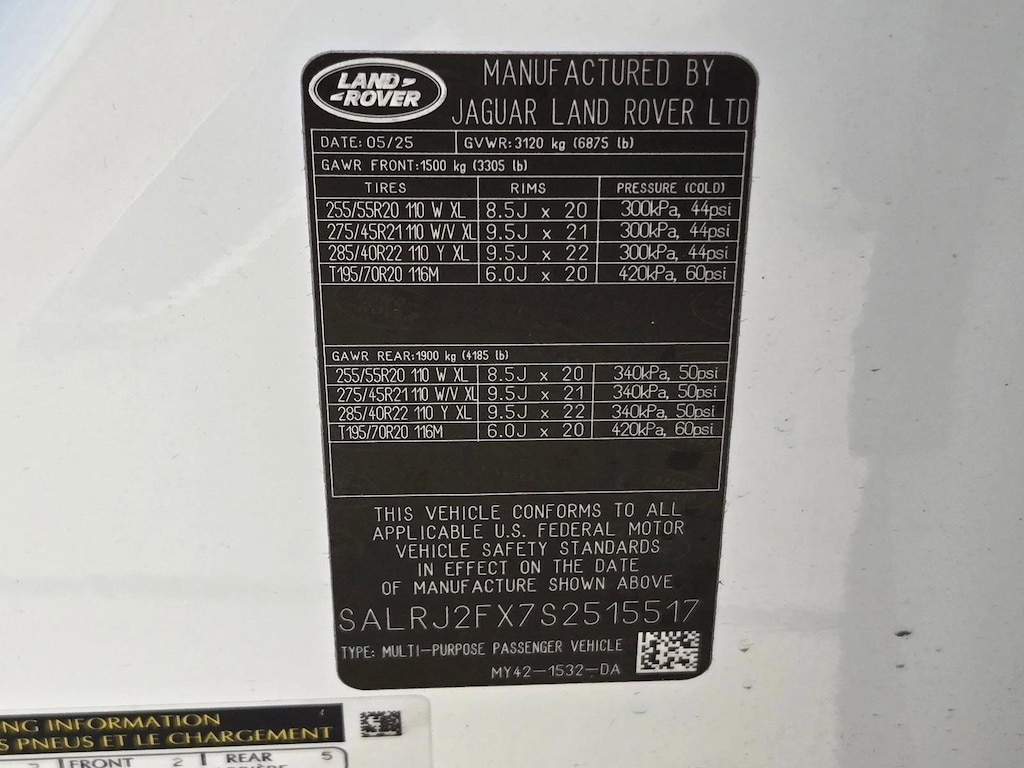 LAND-
-ROVER
MANUFACTURED BY
JAGUAR LAND ROVER LTD
DATE: 05/25 GVWR: 3120 kg (6875 lb)
GAWR FRONT:1500 kg (3305 lb)
TIRES RIMS PRESSURE (COLD)
255/55R20 110 W XL 8.5J x 20 300kPa, 44psi
275/45R21 110 W/V XL 9.5J x 21 300kPa, 44psi
285/40R22 110 Y XL 9.5J x 22 300kPa, 44psi
T195/70R20 116M 6.0J x 20 420kPa, 60psi
GAWR REAR:1900 kg (4185 lb)
255/55R20 110 W XL 8.5J x 20 340kPa, 50psi
275/45R21 110 W/V XL 9.5J x 21 340kPa, 50psi
285/40R22 110 Y XL 9.5J x 22 340kPa, 50psi
T195/70R20 116M 6.0J x 20 420kPa, 60psi
THIS VEHICLE CONFORMS TO ALL
APPLICABLE U.S. FEDERAL MOTOR
VEHICLE SAFETY STANDARDS
IN EFFECT ON THE DATE
OF MANUFACTURE SHOWN ABOVE
SALRJ2FX7S2515517
TYPE: MULTI-PURPOSE PASSENGER VEHICLE
MY42-1532-DA
NG INFORMATION
S PNEUS ET LE CHARGEMENT
FRONT 2 REAR 5